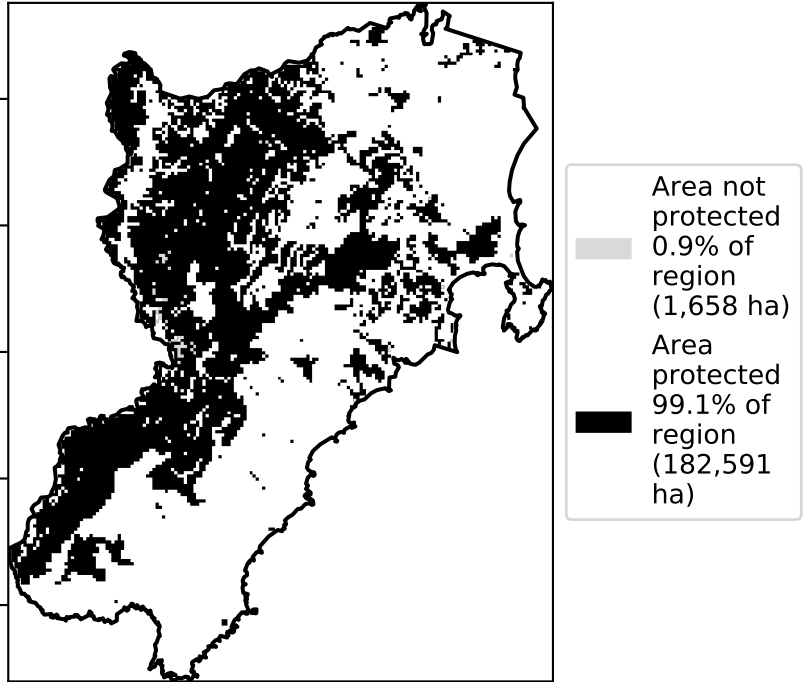 Area not
protected
0.9% of
region
(1,658 ha)
Area
protected
99.1% of
region
(182,591
ha)